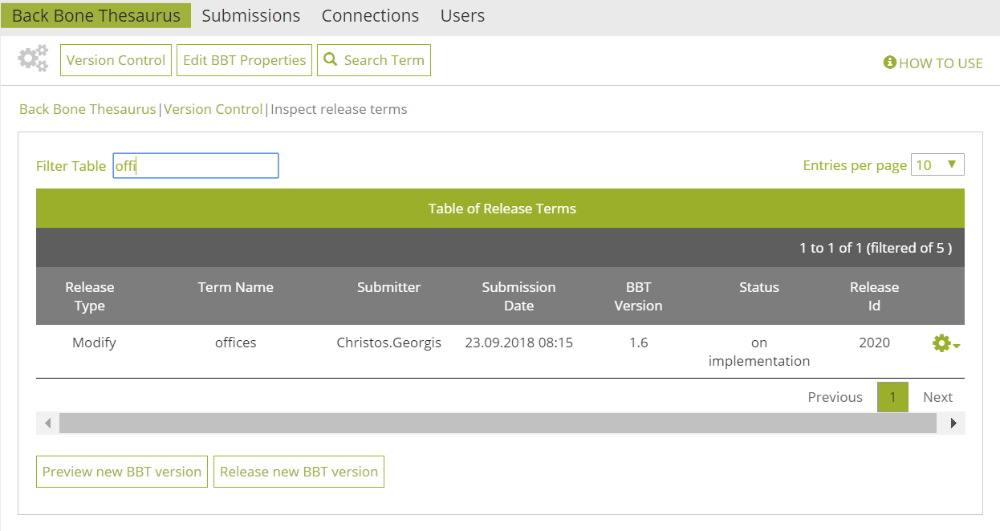 Back Bone Thesaurus Submissions Connections Users
Version Control Edit BBT Properties Search Term
HOW TO USE
Back Bone Thesaurus|Version Control|Inspect release terms
Filter Table offi Entries per page 10
Table of Release Terms
1 to 1 of 1 (filtered of 5 )
Release Type Term Name Submitter Submission Date BBT Version Status Release Id
Modify offices Christos.Georgis 23.09.2018 08:15 1.6 on implementation 2020
Previous 1 Next
Preview new BBT version Release new BBT version